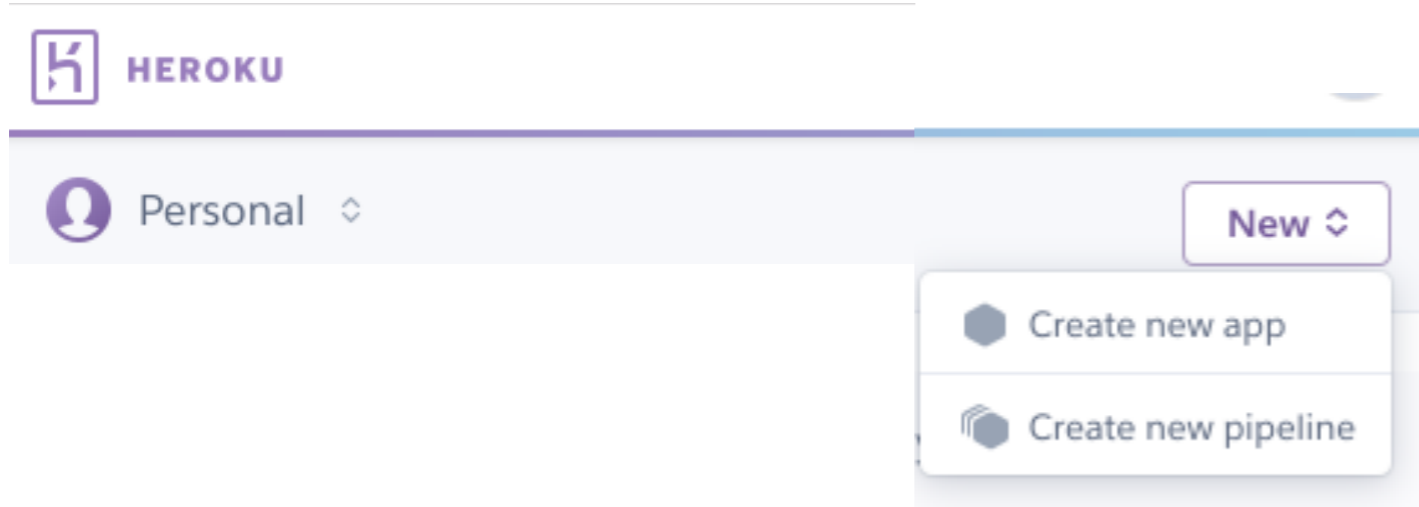 HEROKU
Personal
New
Create new app
Create new pipeline